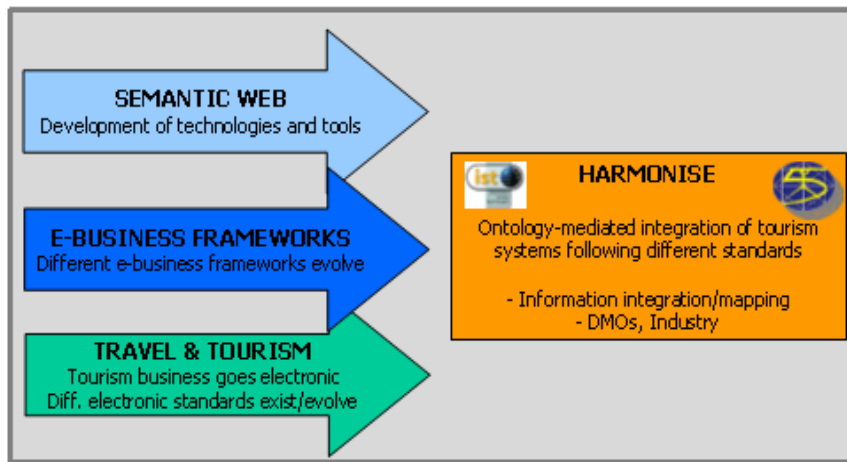 SEMANTIC WEB
Development of technologies and tools
E-BUSINESS FRAMEWORKS
Different e-business frameworks evolve
TRAVEL & TOURISM
Tourism business goes electronic
Diff. electronic standards exist/evolve
ist
HARMONISE
Ontology-mediated integration of tourism
systems following different standards
- Information integration/mapping
- DMOs, Industry